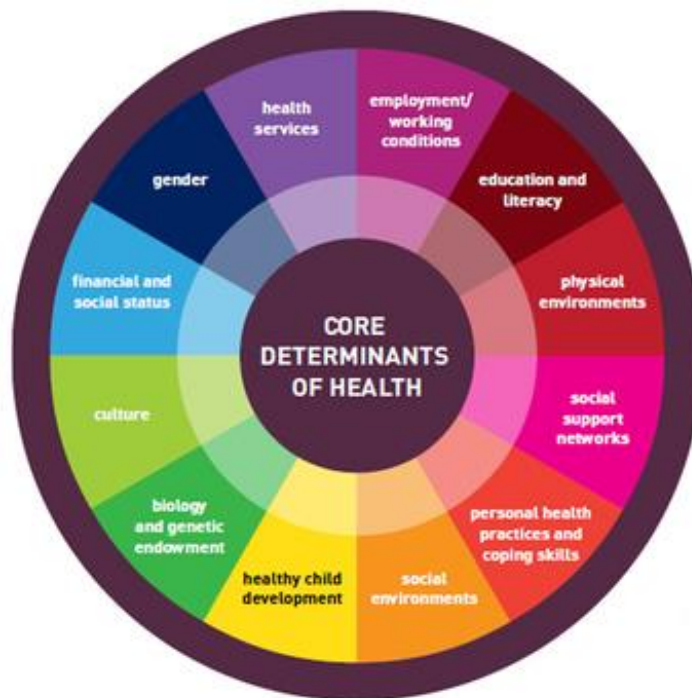 CORE
DETERMINANTS
OF HEALTH
employment/
working
conditions
education and
literacy
physical
environments
social
support
networks
personal health
practices and
coping skills
social
environments
healthy child
development
biology
and genetic
endowment
culture
financial and
social status
gender
health
services